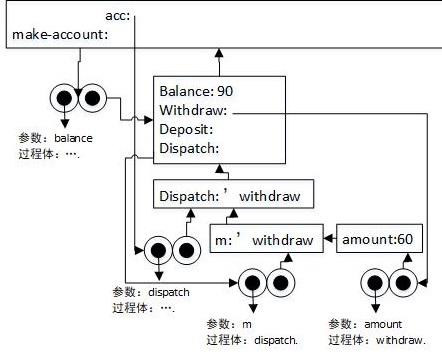 acc:
make-account:
Balance: 90
Withdraw:
Deposit:
Dispatch:
参数：balance
过程体：….
Dispatch:’ withdraw
m:’ withdraw
amount:60
参数：dispatch
过程体：….
参数：m
过程体：dispatch.
参数：amount
过程体：withdraw.